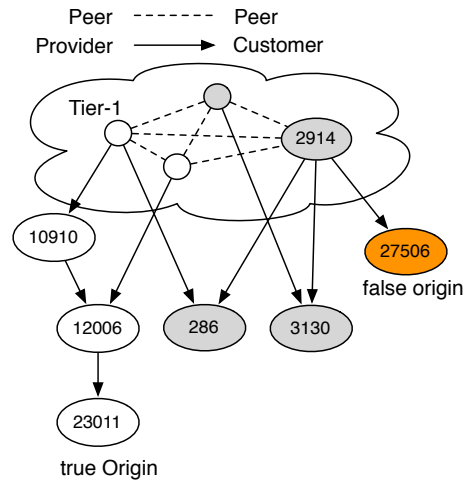 Peer Peer
Provider Customer
Tier-1
2914
10910
27506
false origin
12006 286 3130
23011
true Origin